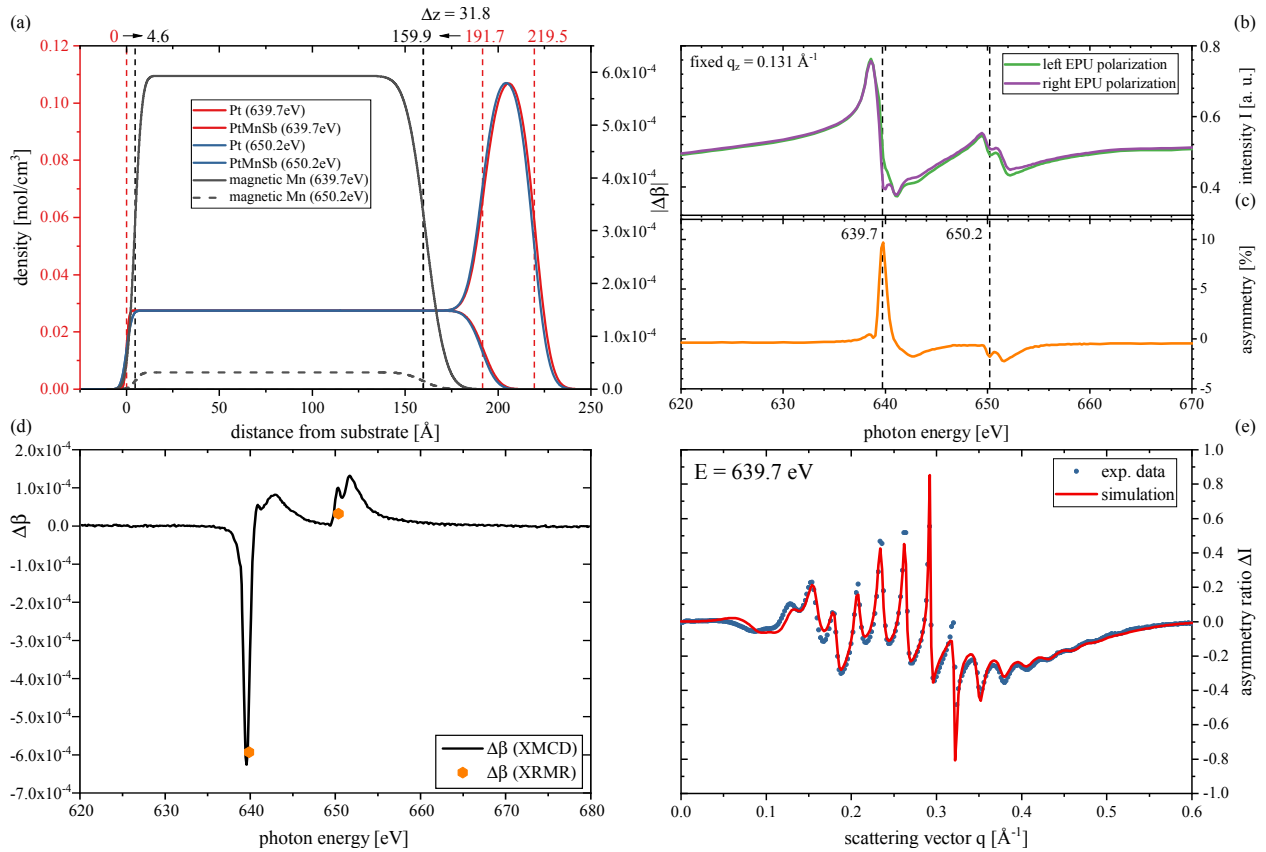 (a)
Δz = 31.8
0 4.6 159.9 191.7 219.5
0.12
0.10
0.08
0.06
0.04
0.02
0.00
density [mol/cm³]
6.0x10⁻⁴
5.0x10⁻⁴
4.0x10⁻⁴
3.0x10⁻⁴
2.0x10⁻⁴
1.0x10⁻⁴
0.0
|Δβ|
Pt (639.7eV)
PtMnSb (639.7eV)
Pt (650.2eV)
PtMnSb (650.2eV)
magnetic Mn (639.7eV)
magnetic Mn (650.2eV)
0 50 100 150 200 250
distance from substrate [Å]
(b)
fixed q_z = 0.131 Å⁻¹
left EPU polarization
right EPU polarization
0.8
0.6
0.4
intensity I [a. u.]
(c)
639.7 650.2
10
5
0
-5
asymmetry [%]
620 630 640 650 660 670
photon energy [eV]
(d)
2.0x10⁻⁴
1.0x10⁻⁴
0.0
-1.0x10⁻⁴
-2.0x10⁻⁴
-3.0x10⁻⁴
-4.0x10⁻⁴
-5.0x10⁻⁴
-6.0x10⁻⁴
-7.0x10⁻⁴
Δβ
Δβ (XMCD)
Δβ (XRMR)
620 630 640 650 660 670 680
photon energy [eV]
(e)
E = 639.7 eV
exp. data
simulation
1.0
0.8
0.6
0.4
0.2
0.0
-0.2
-0.4
-0.6
-0.8
-1.0
asymmetry ratio ΔI
0.0 0.1 0.2 0.3 0.4 0.5 0.6
scattering vector q [Å⁻¹]